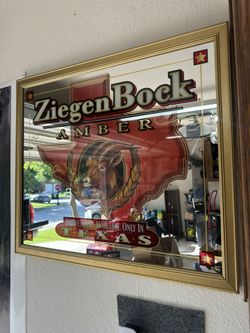 ZiegenBock
AMBER
ONLY IN
TEXAS